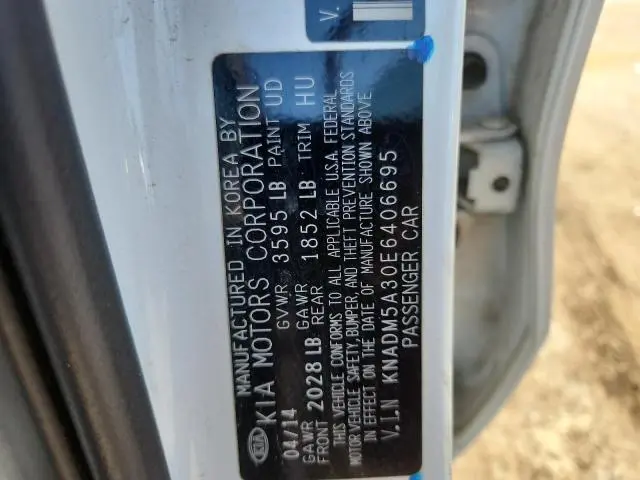 MANUFACTURED IN KOREA BY
KIA KIA MOTORS CORPORATION
04/14 GVWR 3595 LB PAINT UD
GAWR FRONT 2028 LB GAWR REAR 1852 LB TRIM HU
THIS VEHICLE CONFORMS TO ALL APPLICABLE U.S.A. FEDERAL
MOTOR VEHICLE SAFETY, BUMPER, AND THEFT PREVENTION STANDARDS
IN EFFECT ON THE DATE OF MANUFACTURE SHOWN ABOVE
V.I.N KNADM5A30E6406695
PASSENGER CAR
V.